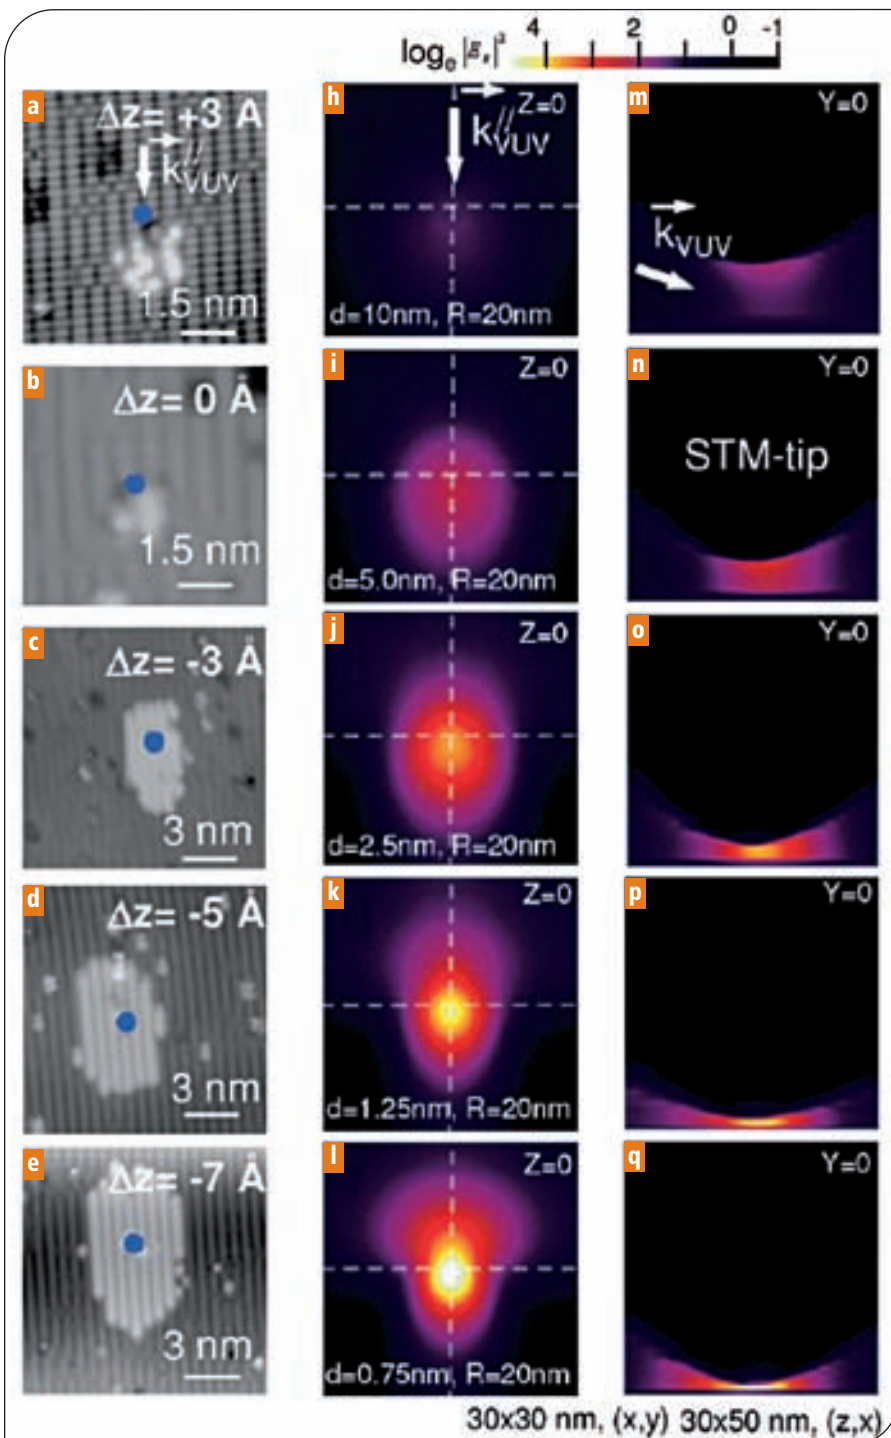 4 2 0 -1
logₑ |Eᵣ|²
a Δz= +3 Å
k//VUV
1.5 nm
h Z=0
k//VUV
d=10nm, R=20nm
m Y=0
kVUV
b Δz= 0 Å
1.5 nm
i Z=0
d=5.0nm, R=20nm
n Y=0
STM-tip
c Δz= -3 Å
3 nm
j Z=0
d=2.5nm, R=20nm
o Y=0
d Δz= -5 Å
3 nm
k Z=0
d=1.25nm, R=20nm
p Y=0
e Δz= -7 Å
3 nm
l Z=0
d=0.75nm, R=20nm
q Y=0
30x30 nm, (x,y) 30x50 nm, (z,x)